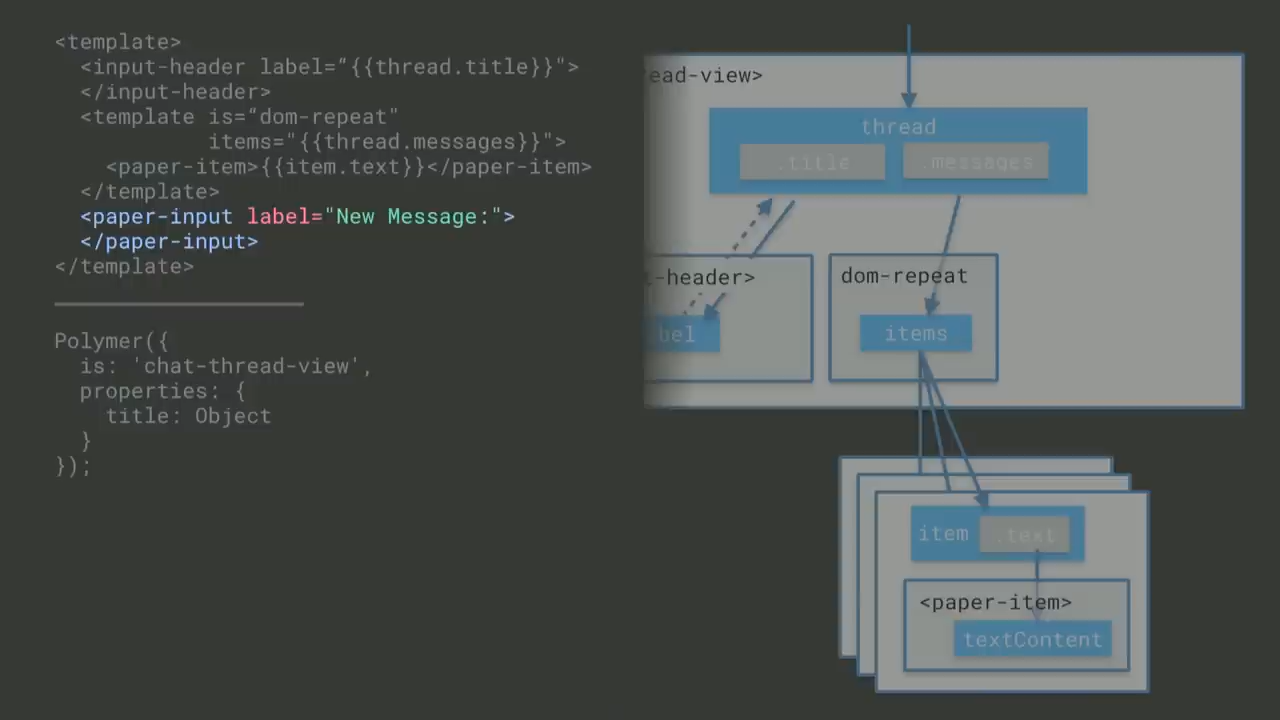 <template>
<input-header label="{{thread.title}}">
</input-header>
<template is="dom-repeat"
items="{{thread.messages}}">
<paper-item>{{item.text}}</paper-item>
</template>
<paper-input label="New Message:">
</paper-input>
</template>
Polymer({
is: 'chat-thread-view',
properties: {
title: Object
}
});
ead-view>
thread
.title
.messages
t-header>
bel
dom-repeat
items
item
.text
<paper-item>
textContent